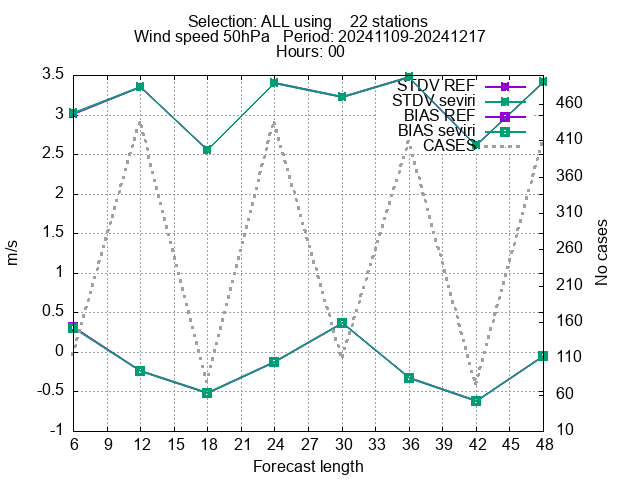 Selection: ALL using    22 stations
Wind speed 50hPa   Period: 20241109-20241217
Hours: 00
3.5
3
2.5
2
1.5
1
0.5
0
-0.5
-1
m/s
STDV REF
STDV seviri
BIAS REF
BIAS seviri
CASES
460
410
360
310
260
210
160
110
60
10
No cases
6 12 15 18 21 24 27 30 33 36 39 42 45 48
Forecast length